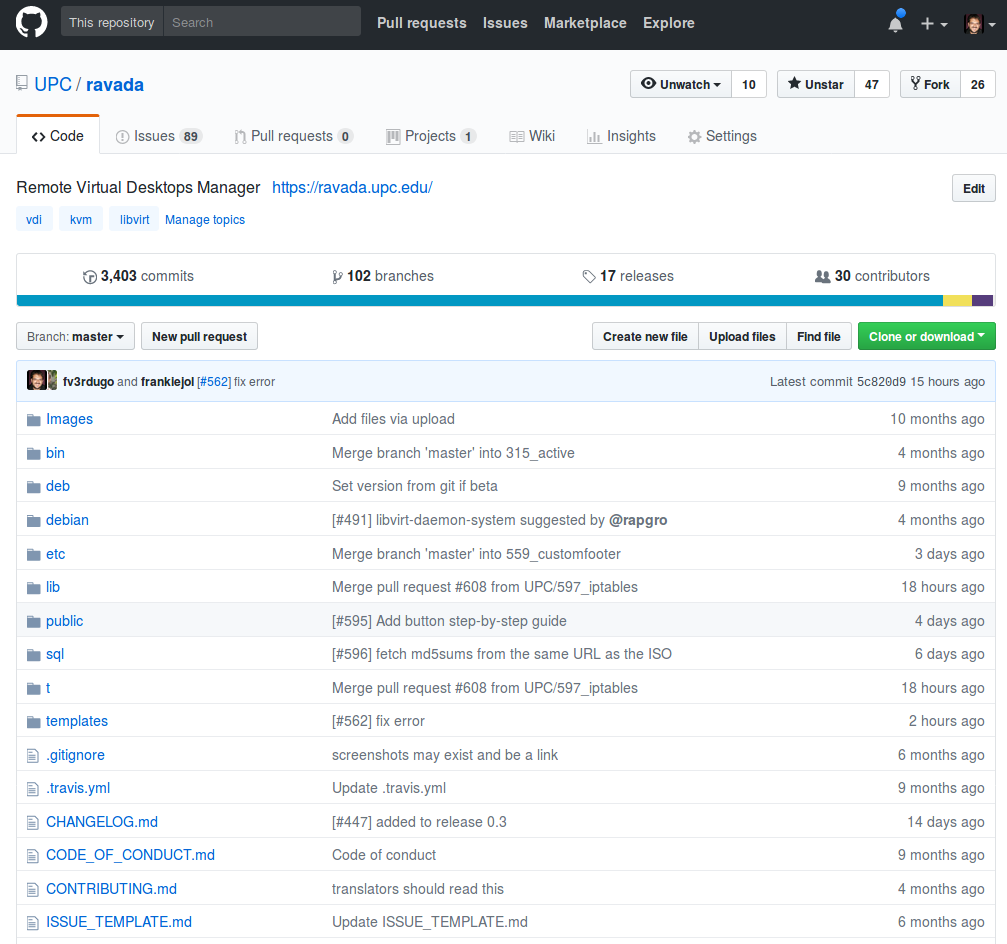 This repository Search Pull requests Issues Marketplace Explore
UPC / ravada Unwatch 10 Unstar 47 Fork 26
Code Issues 89 Pull requests 0 Projects 1 Wiki Insights Settings
Remote Virtual Desktops Manager https://ravada.upc.edu/ Edit
vdi kvm libvirt Manage topics
3,403 commits 102 branches 17 releases 30 contributors
Branch: master New pull request Create new file Upload files Find file Clone or download
fv3rdugo and frankiejol [#562] fix error Latest commit 5c820d9 15 hours ago
Images Add files via upload 10 months ago
bin Merge branch 'master' into 315_active 4 months ago
deb Set version from git if beta 9 months ago
debian [#491] libvirt-daemon-system suggested by @rapgro 4 months ago
etc Merge branch 'master' into 559_customfooter 3 days ago
lib Merge pull request #608 from UPC/597_iptables 18 hours ago
public [#595] Add button step-by-step guide 4 days ago
sql [#596] fetch md5sums from the same URL as the ISO 6 days ago
t Merge pull request #608 from UPC/597_iptables 18 hours ago
templates [#562] fix error 2 hours ago
.gitignore screenshots may exist and be a link 6 months ago
.travis.yml Update .travis.yml 9 months ago
CHANGELOG.md [#447] added to release 0.3 14 days ago
CODE_OF_CONDUCT.md Code of conduct 9 months ago
CONTRIBUTING.md translators should read this 4 months ago
ISSUE_TEMPLATE.md Update ISSUE_TEMPLATE.md 6 months ago